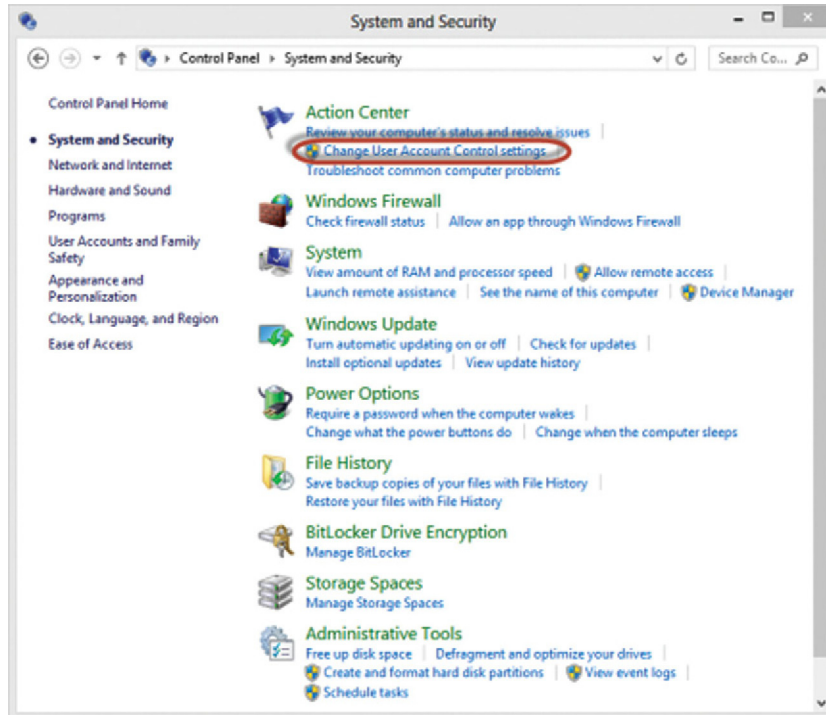 System and Security
Control Panel System and Security
Search Co...
Control Panel Home
System and Security
Network and Internet
Hardware and Sound
Programs
User Accounts and Family
Safety
Appearance and
Personalization
Clock, Language, and Region
Ease of Access
Action Center
Review your computer's status and resolve issues
Change User Account Control settings
Troubleshoot common computer problems
Windows Firewall
Check firewall status | Allow an app through Windows Firewall
System
View amount of RAM and processor speed | Allow remote access
Launch remote assistance | See the name of this computer | Device Manager
Windows Update
Turn automatic updating on or off | Check for updates
Install optional updates | View update history
Power Options
Require a password when the computer wakes
Change what the power buttons do | Change when the computer sleeps
File History
Save backup copies of your files with File History
Restore your files with File History
BitLocker Drive Encryption
Manage BitLocker
Storage Spaces
Manage Storage Spaces
Administrative Tools
Free up disk space | Defragment and optimize your drives
Create and format hard disk partitions | View event logs
Schedule tasks